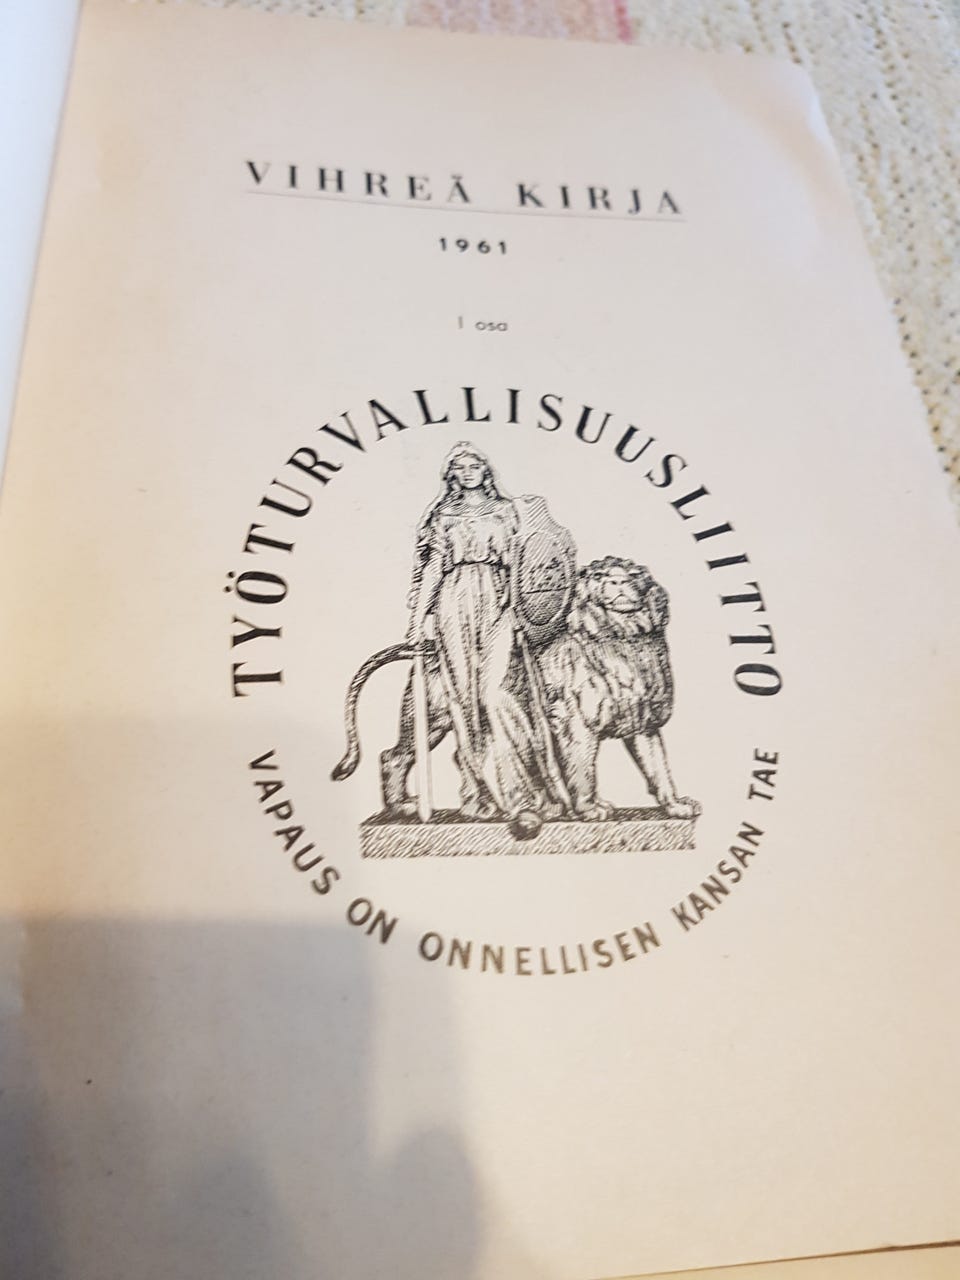 VIHREÄ KIRJA
1961
I osa
TYÖTURVALLISUUSLIITTO
VAPAUS ON ONNELLISEN KANSAN TAE